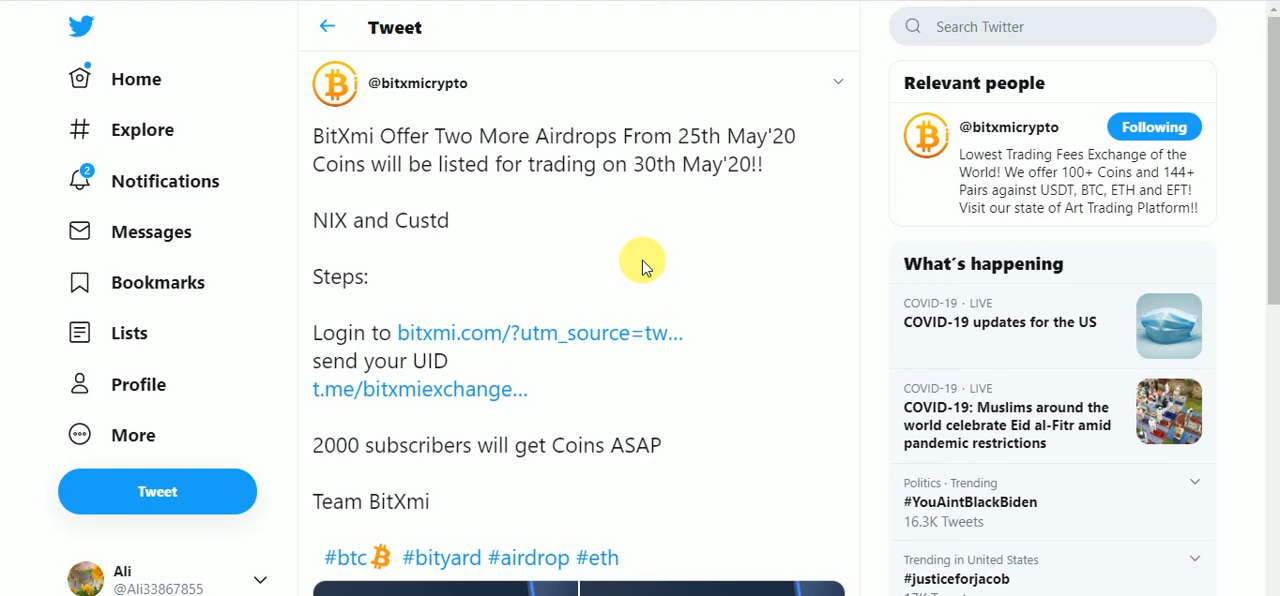 Home
Explore
2
Notifications
Messages
Bookmarks
Lists
Profile
More
Tweet
Ali
@Ali33867855
Tweet
@bitxmicrypto
BitXmi Offer Two More Airdrops From 25th May'20
Coins will be listed for trading on 30th May'20!!
NIX and Custd
Steps:
Login to bitxmi.com/?utm_source=tw...
send your UID
t.me/bitxmiexchange...
2000 subscribers will get Coins ASAP
Team BitXmi
#btc #bityard #airdrop #eth
Search Twitter
Relevant people
@bitxmicrypto
Following
Lowest Trading Fees Exchange of the
World! We offer 100+ Coins and 144+
Pairs against USDT, BTC, ETH and EFT!
Visit our state of Art Trading Platform!!
What's happening
COVID-19 · LIVE
COVID-19 updates for the US
COVID-19 · LIVE
COVID-19: Muslims around the
world celebrate Eid al-Fitr amid
pandemic restrictions
Politics · Trending
#YouAintBlackBiden
16.3K Tweets
Trending in United States
#justiceforjacob
17K Tweets